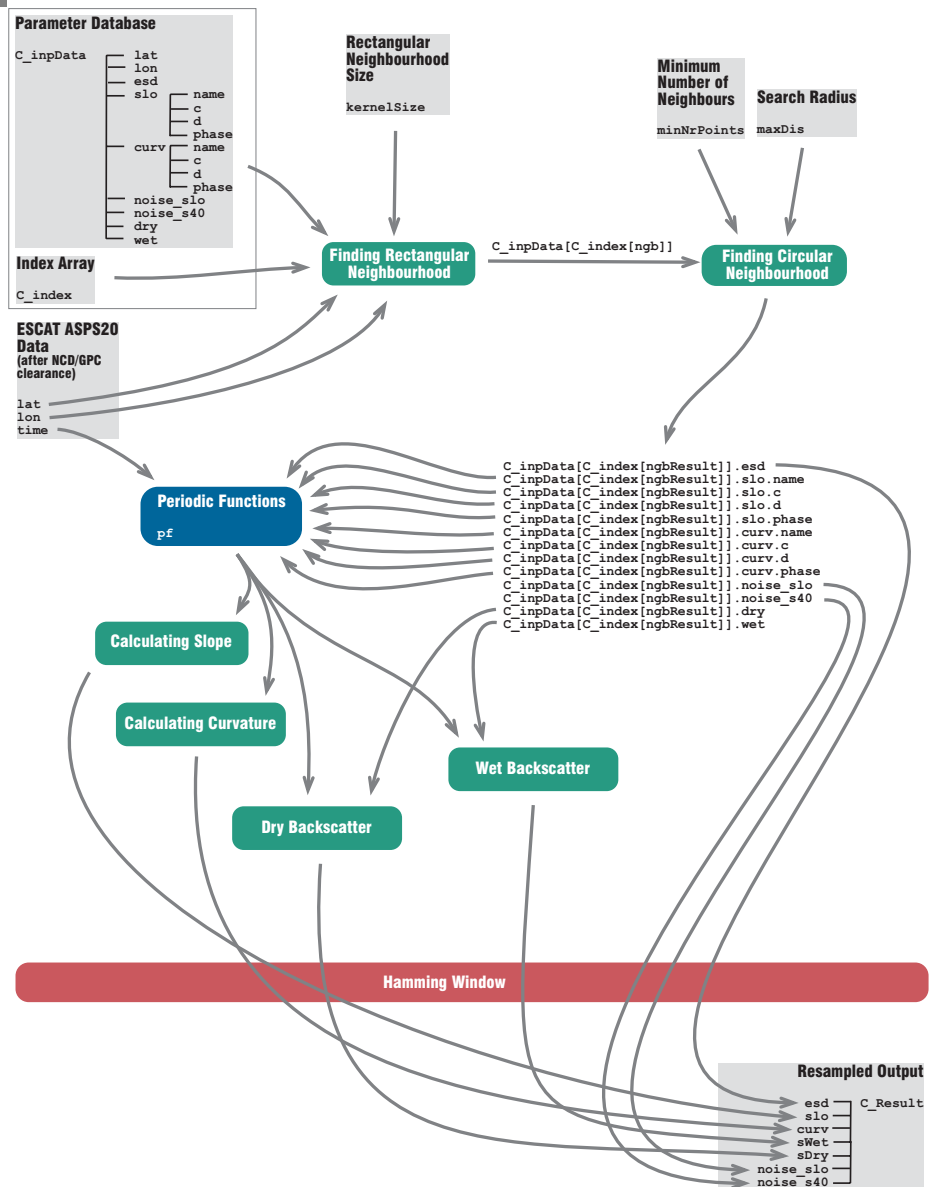 Parameter Database
C_inpData
lat
lon
esd
slo
name
c
d
phase
curv
name
c
d
phase
noise_slo
noise_s40
dry
wet
Index Array
C_index
Rectangular
Neighbourhood
Size
kernelSize
Minimum
Number of
Neighbours
minNrPoints
Search Radius
maxDis
Finding Rectangular
Neighbourhood
C_inpData[C_index[ngb]]
Finding Circular
Neighbourhood
ESCAT ASPS20
Data
(after NCD/GPC
clearance)
lat
lon
time
Periodic Functions
pf
C_inpData[C_index[ngbResult]].esd
C_inpData[C_index[ngbResult]].slo.name
C_inpData[C_index[ngbResult]].slo.c
C_inpData[C_index[ngbResult]].slo.d
C_inpData[C_index[ngbResult]].slo.phase
C_inpData[C_index[ngbResult]].curv.name
C_inpData[C_index[ngbResult]].curv.c
C_inpData[C_index[ngbResult]].curv.d
C_inpData[C_index[ngbResult]].curv.phase
C_inpData[C_index[ngbResult]].noise_slo
C_inpData[C_index[ngbResult]].noise_s40
C_inpData[C_index[ngbResult]].dry
C_inpData[C_index[ngbResult]].wet
Calculating Slope
Calculating Curvature
Wet Backscatter
Dry Backscatter
Hamming Window
Resampled Output
esd
C_Result
slo
curv
sWet
sDry
noise_slo
noise_s40